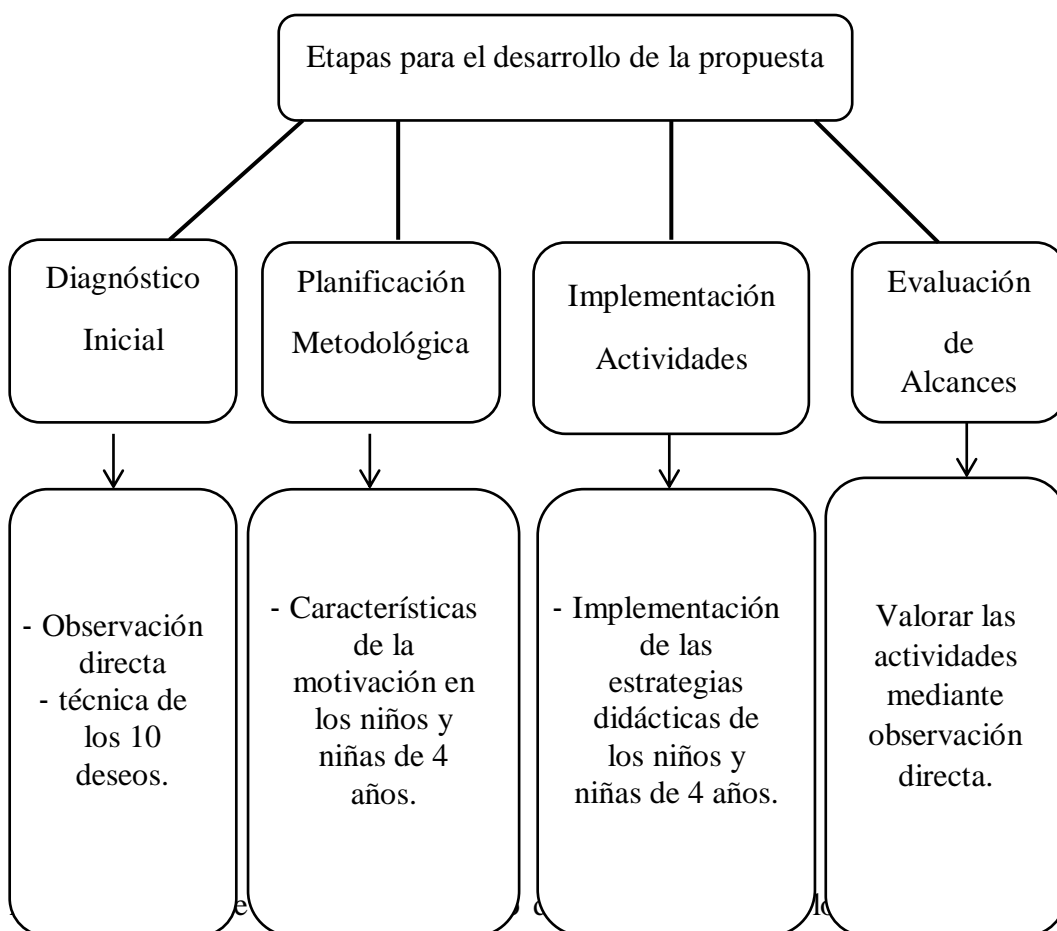 Etapas para el desarrollo de la propuesta
Diagnóstico
Inicial
Planificación
Metodológica
Implementación
Actividades
Evaluación
de
Alcances
- Observación
directa
- técnica de
los 10
deseos.
- Características
de la
motivación en
los niños y
niñas de 4
años.
- Implementación
de las
estrategias
didácticas de
los niños y
niñas de 4 años.
Valorar las
actividades
mediante
observación
directa.